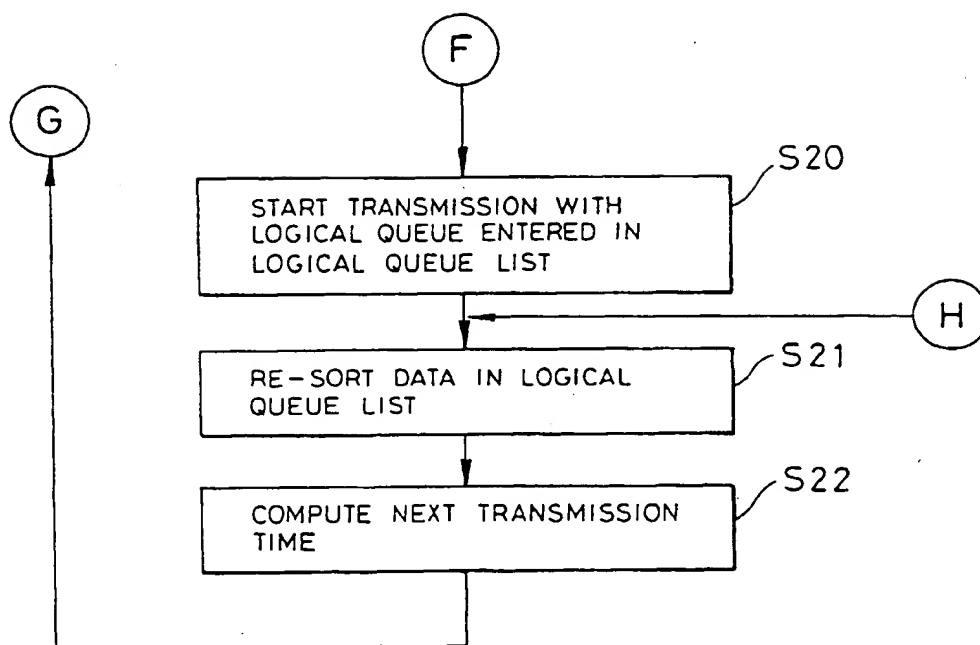 F
G
S20
START TRANSMISSION WITH
LOGICAL QUEUE ENTERED IN
LOGICAL QUEUE LIST
H
S21
RE-SORT DATA IN LOGICAL
QUEUE LIST
S22
COMPUTE NEXT TRANSMISSION
TIME